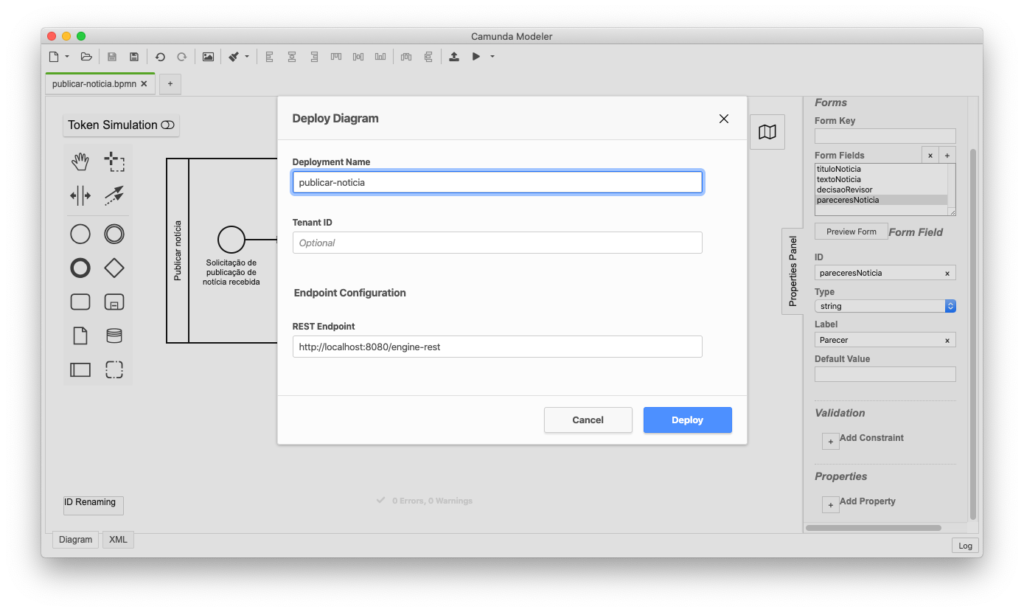 Camunda Modeler
publicar-noticia.bpmn
Token Simulation
Publicar notícia
Solicitação de
publicação de
notícia recebida
Deploy Diagram
Deployment Name
publicar-noticia
Tenant ID
Optional
Endpoint Configuration
REST Endpoint
http://localhost:8080/engine-rest
Cancel
Deploy
Properties Panel
Forms
Form Key
Form Fields
tituloNoticia
textoNoticia
decisaoRevisor
pareceresNoticia
Preview Form
Form Field
ID
pareceresNoticia
Type
string
Label
Parecer
Default Value
Validation
Add Constraint
Properties
Add Property
ID Renaming
0 Errors, 0 Warnings
Diagram
XML
Log